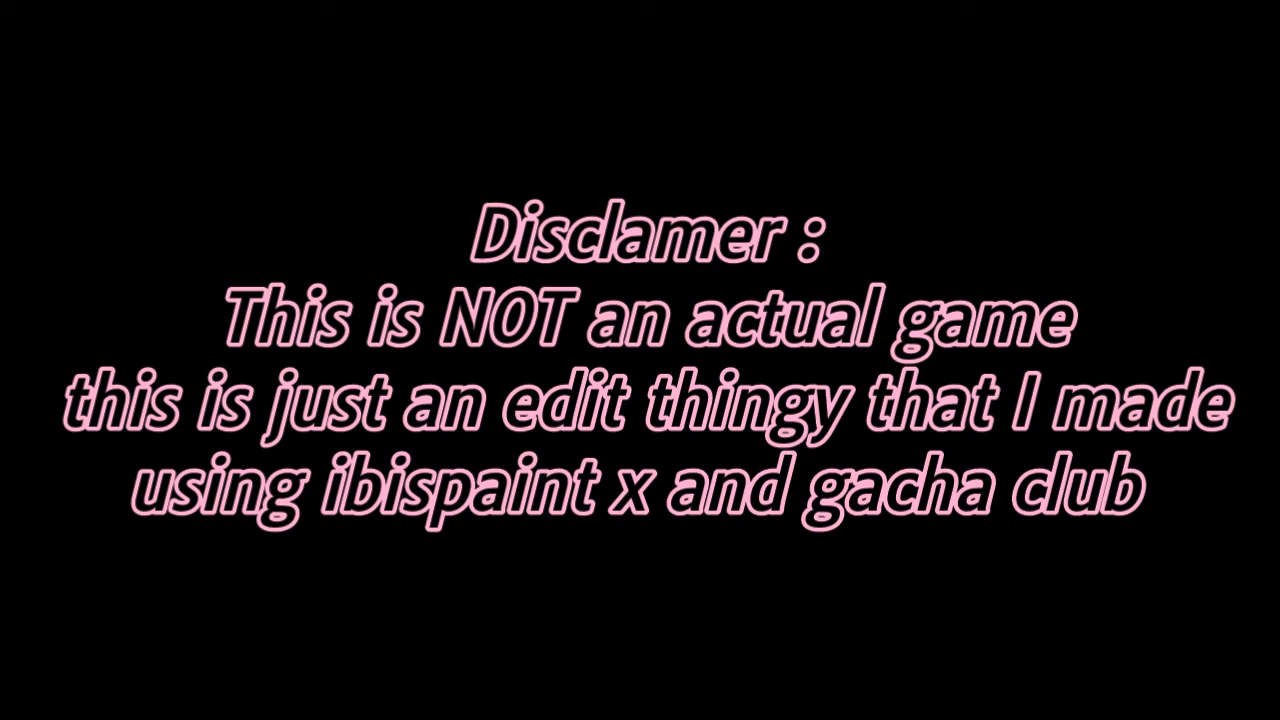 Disclamer :
This is NOT an actual game
this is just an edit thingy that I made
using ibispaint x and gacha club